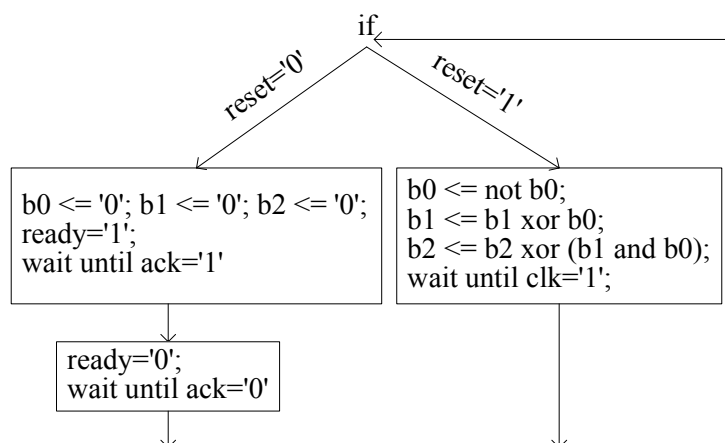 if
reset='0'
reset='1'
b0 <= '0'; b1 <= '0'; b2 <= '0';
ready='1';
wait until ack='1'
b0 <= not b0;
b1 <= b1 xor b0;
b2 <= b2 xor (b1 and b0);
wait until clk='1';
ready='0';
wait until ack='0'